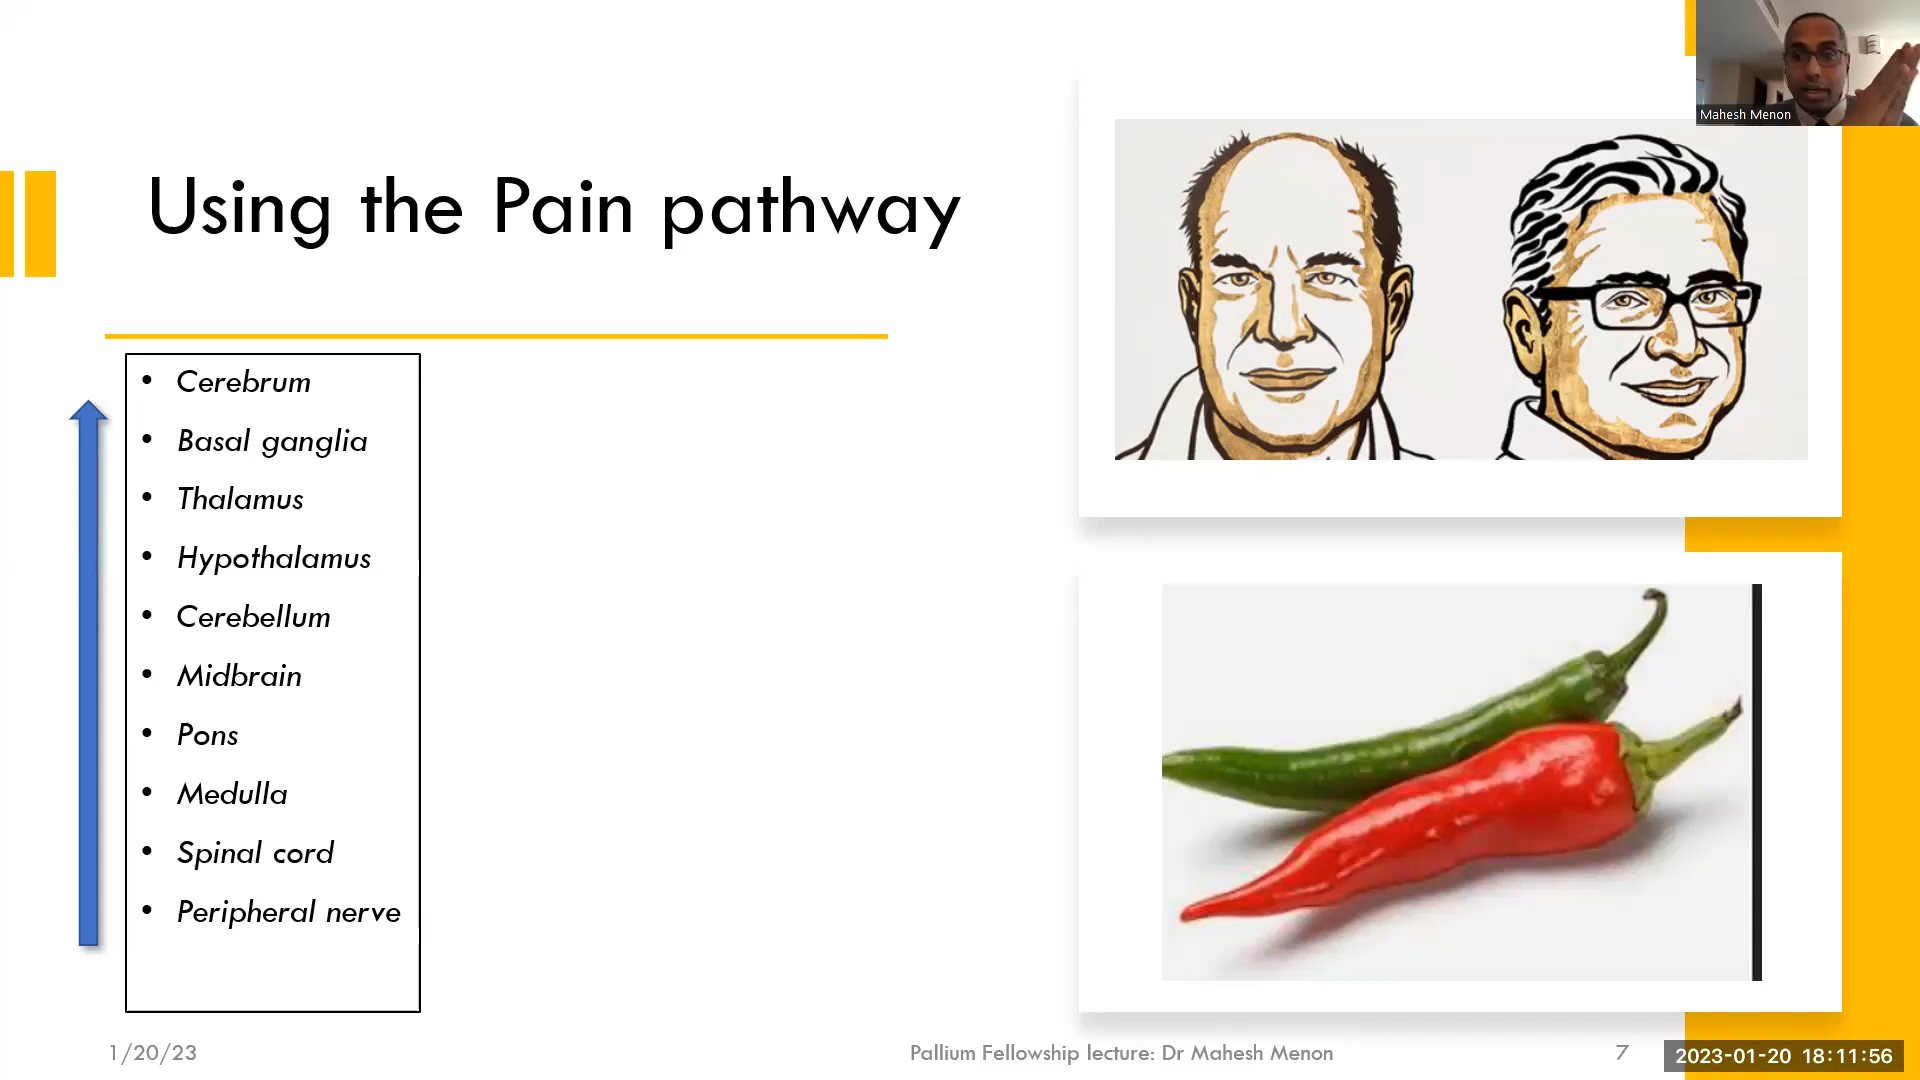 Mahesh Menon
Using the Pain pathway
• Cerebrum
• Basal ganglia
• Thalamus
• Hypothalamus
• Cerebellum
• Midbrain
• Pons
• Medulla
• Spinal cord
• Peripheral nerve
1/20/23
Pallium Fellowship lecture: Dr Mahesh Menon
7
2023-01-20 18:11:56